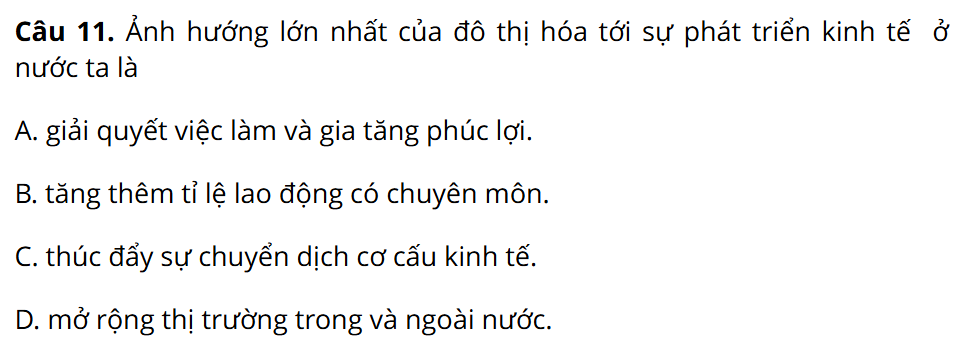 Câu 11. Ảnh hướng lớn nhất của đô thị hóa tới sự phát triển kinh tế ở
nước ta là
A. giải quyết việc làm và gia tăng phúc lợi.
B. tăng thêm tỉ lệ lao động có chuyên môn.
C. thúc đẩy sự chuyển dịch cơ cấu kinh tế.
D. mở rộng thị trường trong và ngoài nước.